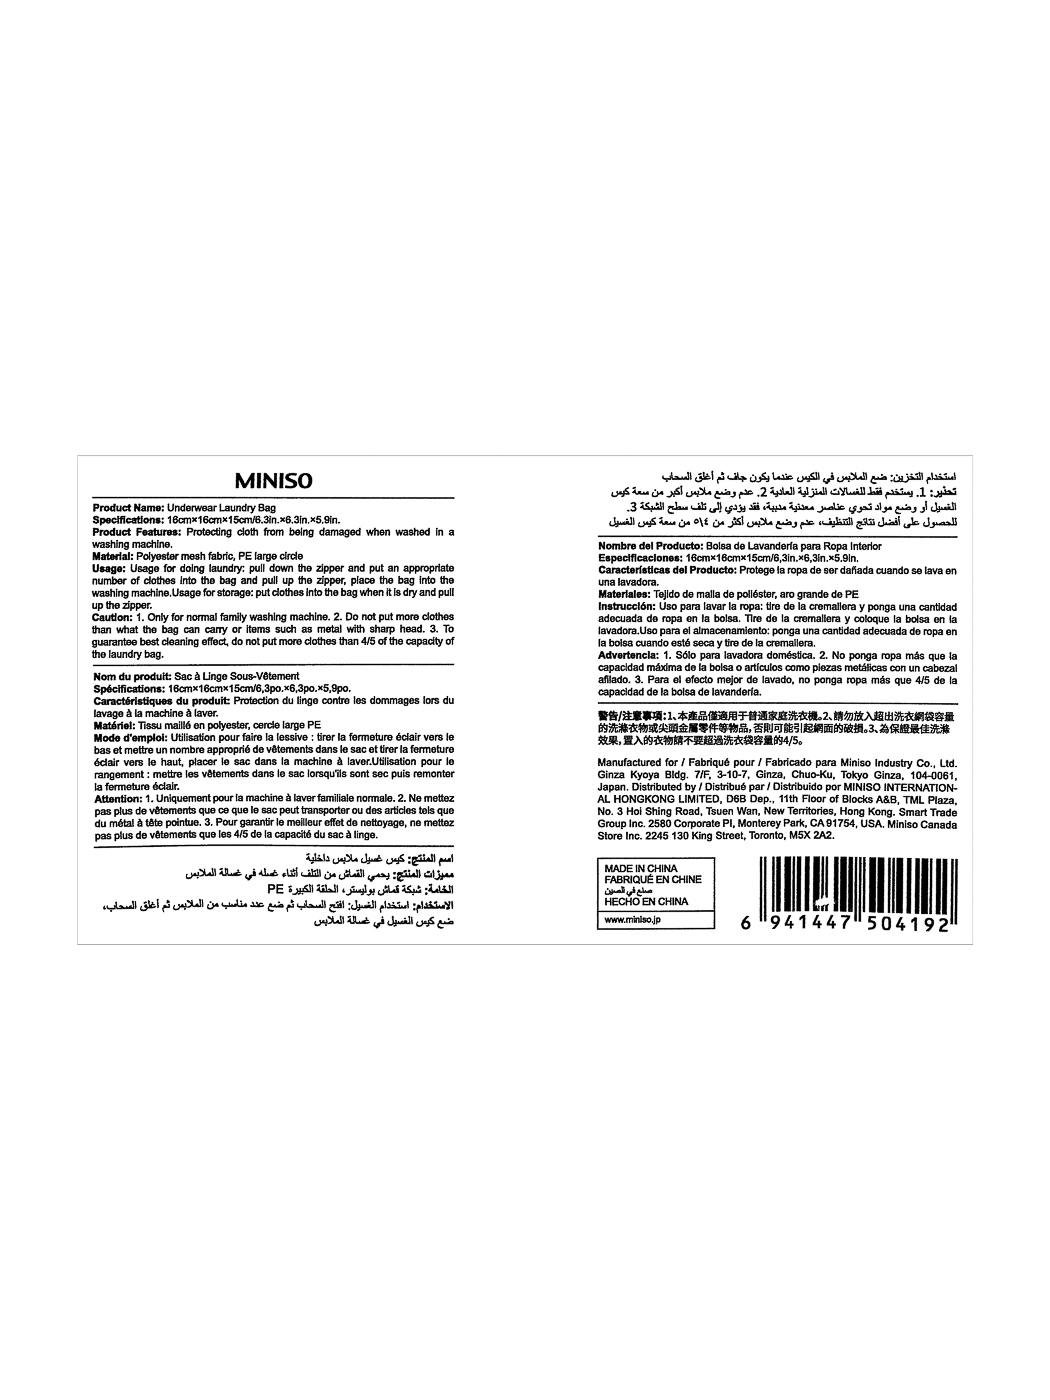 MINISO
Product Name: Underwear Laundry Bag
Specifications: 16cm×16cm×15cm/6.3in.×6.3in.×5.9in.
Product Features: Protecting cloth from being damaged when washed in a
washing machine.
Material: Polyester mesh fabric, PE large circle
Usage: Usage for doing laundry: pull down the zipper and put an appropriate
number of clothes into the bag and pull up the zipper, place the bag into the
washing machine.Usage for storage: put clothes into the bag when it is dry and pull
up the zipper.
Caution: 1. Only for normal family washing machine. 2. Do not put more clothes
than what the bag can carry or items such as metal with sharp head. 3. To
guarantee best cleaning effect, do not put more clothes than 4/5 of the capacity of
the laundry bag.
Nom du produit: Sac à Linge Sous-Vêtement
Spécifications: 16cm×16cm×15cm/6,3po.×6,3po.×5,9po.
Caractéristiques du produit: Protection du linge contre les dommages lors du
lavage à la machine à laver.
Matériel: Tissu maillé en polyester, cercle large PE
Mode d'emploi: Utilisation pour faire la lessive : tirer la fermeture éclair vers le
bas et mettre un nombre approprié de vêtements dans le sac et tirer la fermeture
éclair vers le haut, placer le sac dans la machine à laver.Utilisation pour le
rangement : mettre les vêtements dans le sac lorsqu'ils sont sec puis remonter
la fermeture éclair.
Attention: 1. Uniquement pour la machine à laver familiale normale. 2. Ne mettez
pas plus de vêtements que ce que le sac peut transporter ou des articles tels que
du métal à tête pointue. 3. Pour garantir le meilleur effet de nettoyage, ne mettez
pas plus de vêtements que les 4/5 de la capacité du sac à linge.
اسم المنتج: كيس غسيل ملابس داخلية
مميزات المنتج: يحمي القماش من التلف أثناء غسله في غسالة الملابس
الخامة: شبكة قماش بوليستر، الحلقة الكبيرة PE
الاستخدام: استخدام الغسيل: افتح السحاب ثم ضع عدد مناسب من الملابس ثم أغلق السحاب،
ضع كيس الغسيل في غسالة الملابس
استخدام التخزين: ضع الملابس في الكيس عندما يكون جاف ثم أغلق السحاب
تحذير: 1. يستخدم فقط للغسالات المنزلية العادية 2. عدم وضع ملابس أكبر من سعة كيس
الغسيل أو وضع مواد تحوي عناصر معدنية مدببة، فقد يؤدي إلى تلف سطح الشبكة 3.
للحصول على أفضل نتائج التنظيف، عدم وضع ملابس أكثر من ٥\٤ من سعة كيس الغسيل
Nombre del Producto: Bolsa de Lavandería para Ropa Interior
Especificaciones: 16cm×16cm×15cm/6,3in.×6,3in.×5.9in.
Características del Producto: Protege la ropa de ser dañada cuando se lava en
una lavadora.
Materiales: Tejido de malla de poliéster, aro grande de PE
Instrucción: Uso para lavar la ropa: tire de la cremallera y ponga una cantidad
adecuada de ropa en la bolsa. Tire de la cremallera y coloque la bolsa en la
lavadora.Uso para el almacenamiento: ponga una cantidad adecuada de ropa en
la bolsa cuando esté seca y tire de la cremallera.
Advertencia: 1. Sólo para lavadora doméstica. 2. No ponga ropa más que la
capacidad máxima de la bolsa o artículos como piezas metálicas con un cabezal
afilado. 3. Para el efecto mejor de lavado, no ponga ropa más que 4/5 de la
capacidad de la bolsa de lavandería.
警告/注意事項:1、本產品僅適用于普通家庭洗衣機。2、請勿放入超出洗衣網袋容量
的洗滌衣物或尖頭金屬零件等物品，否則可能引起網面的破損。3、為保證最佳洗滌
效果，置入的衣物請不要超過洗衣袋容量的4/5。
Manufactured for / Fabriqué pour / Fabricado para Miniso Industry Co., Ltd.
Ginza Kyoya Bldg. 7/F, 3-10-7, Ginza, Chuo-Ku, Tokyo Ginza, 104-0061,
Japan. Distributed by / Distribué par / Distribuido por MINISO INTERNATION-
AL HONGKONG LIMITED, D6B Dep., 11th Floor of Blocks A&B, TML Plaza,
No. 3 Hoi Shing Road, Tsuen Wan, New Territories, Hong Kong. Smart Trade
Group Inc. 2580 Corporate Pl, Monterey Park, CA 91754, USA. Miniso Canada
Store Inc. 2245 130 King Street, Toronto, M5X 2A2.
MADE IN CHINA
FABRIQUÉ EN CHINE
صنع في الصين
HECHO EN CHINA
www.miniso.jp
6 941447 504192